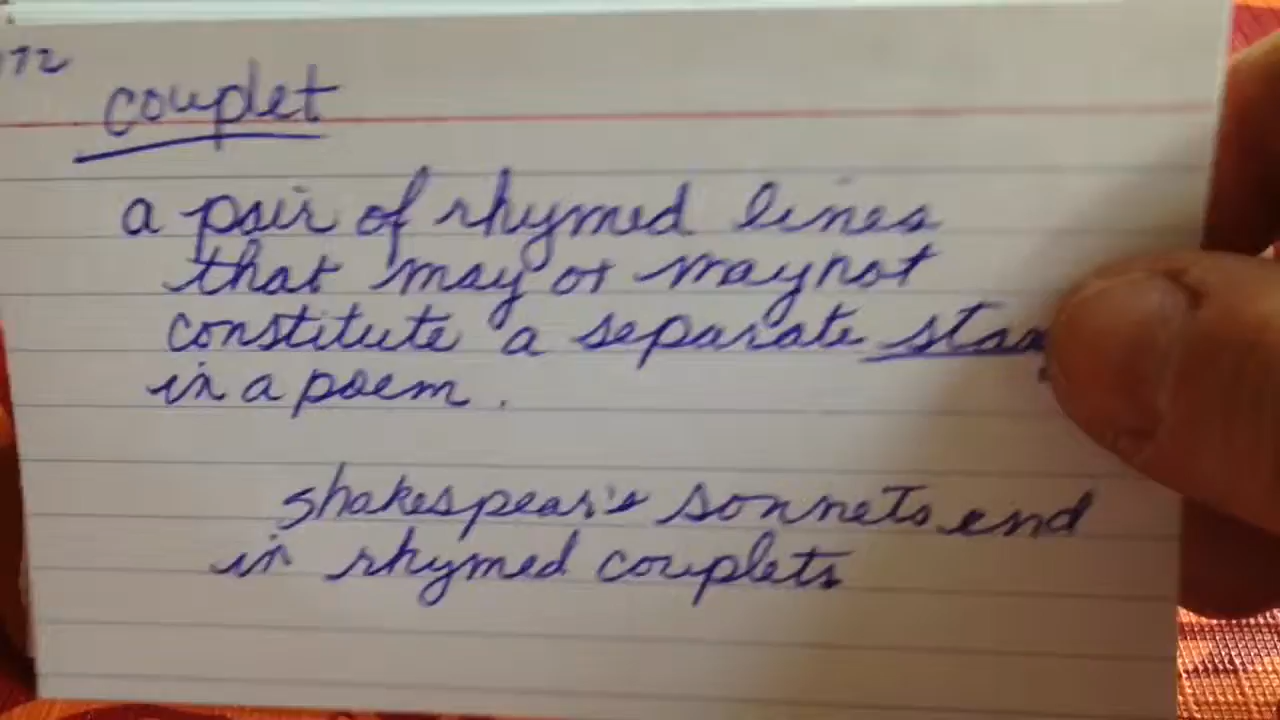 couplet
a pair of rhymed lines
that may or may not
constitute a separate
in a poem.
shakespear's sonnets end
in rhymed couplets